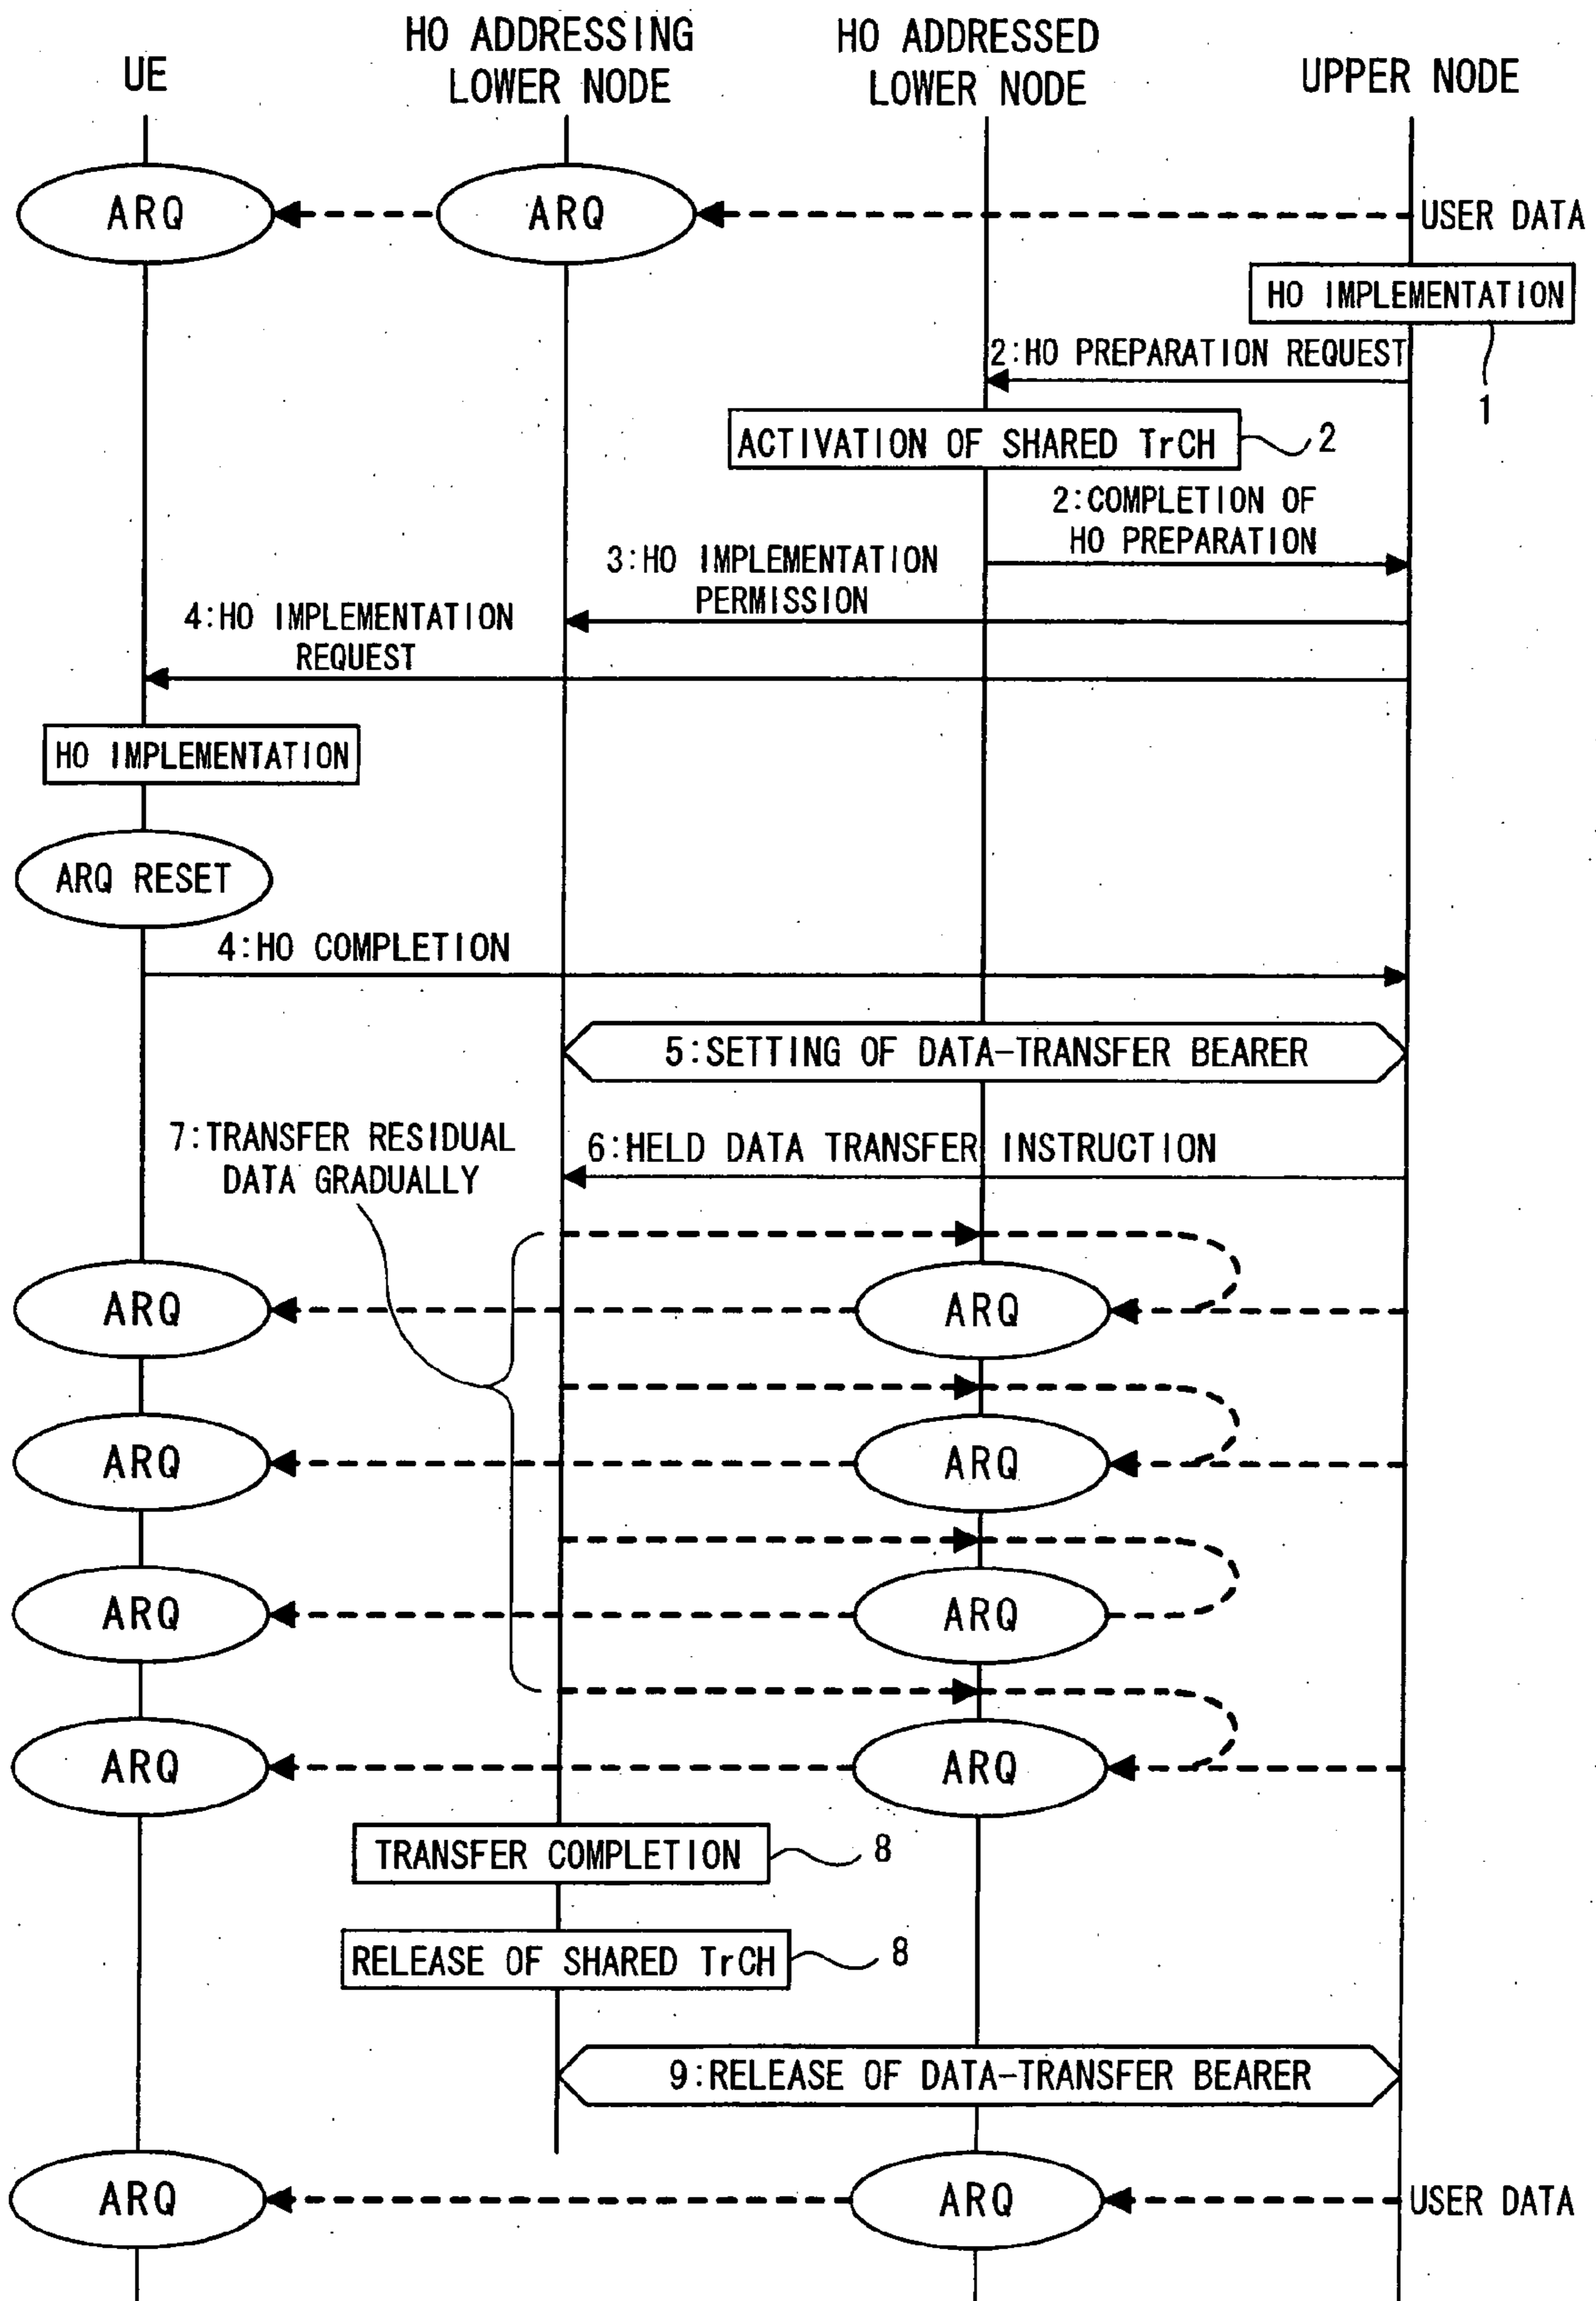 UE
HO ADDRESSING
LOWER NODE
HO ADDRESSED
LOWER NODE
UPPER NODE
ARQ
ARQ
USER DATA
HO IMPLEMENTATION
1
2:HO PREPARATION REQUEST
ACTIVATION OF SHARED TrCH
2
2:COMPLETION OF
HO PREPARATION
3:HO IMPLEMENTATION
PERMISSION
4:HO IMPLEMENTATION
REQUEST
HO IMPLEMENTATION
ARQ RESET
4:HO COMPLETION
5:SETTING OF DATA-TRANSFER BEARER
7:TRANSFER RESIDUAL
DATA GRADUALLY
6:HELD DATA TRANSFER INSTRUCTION
ARQ
ARQ
ARQ
ARQ
ARQ
ARQ
ARQ
ARQ
TRANSFER COMPLETION
8
RELEASE OF SHARED TrCH
8
9:RELEASE OF DATA-TRANSFER BEARER
ARQ
ARQ
USER DATA